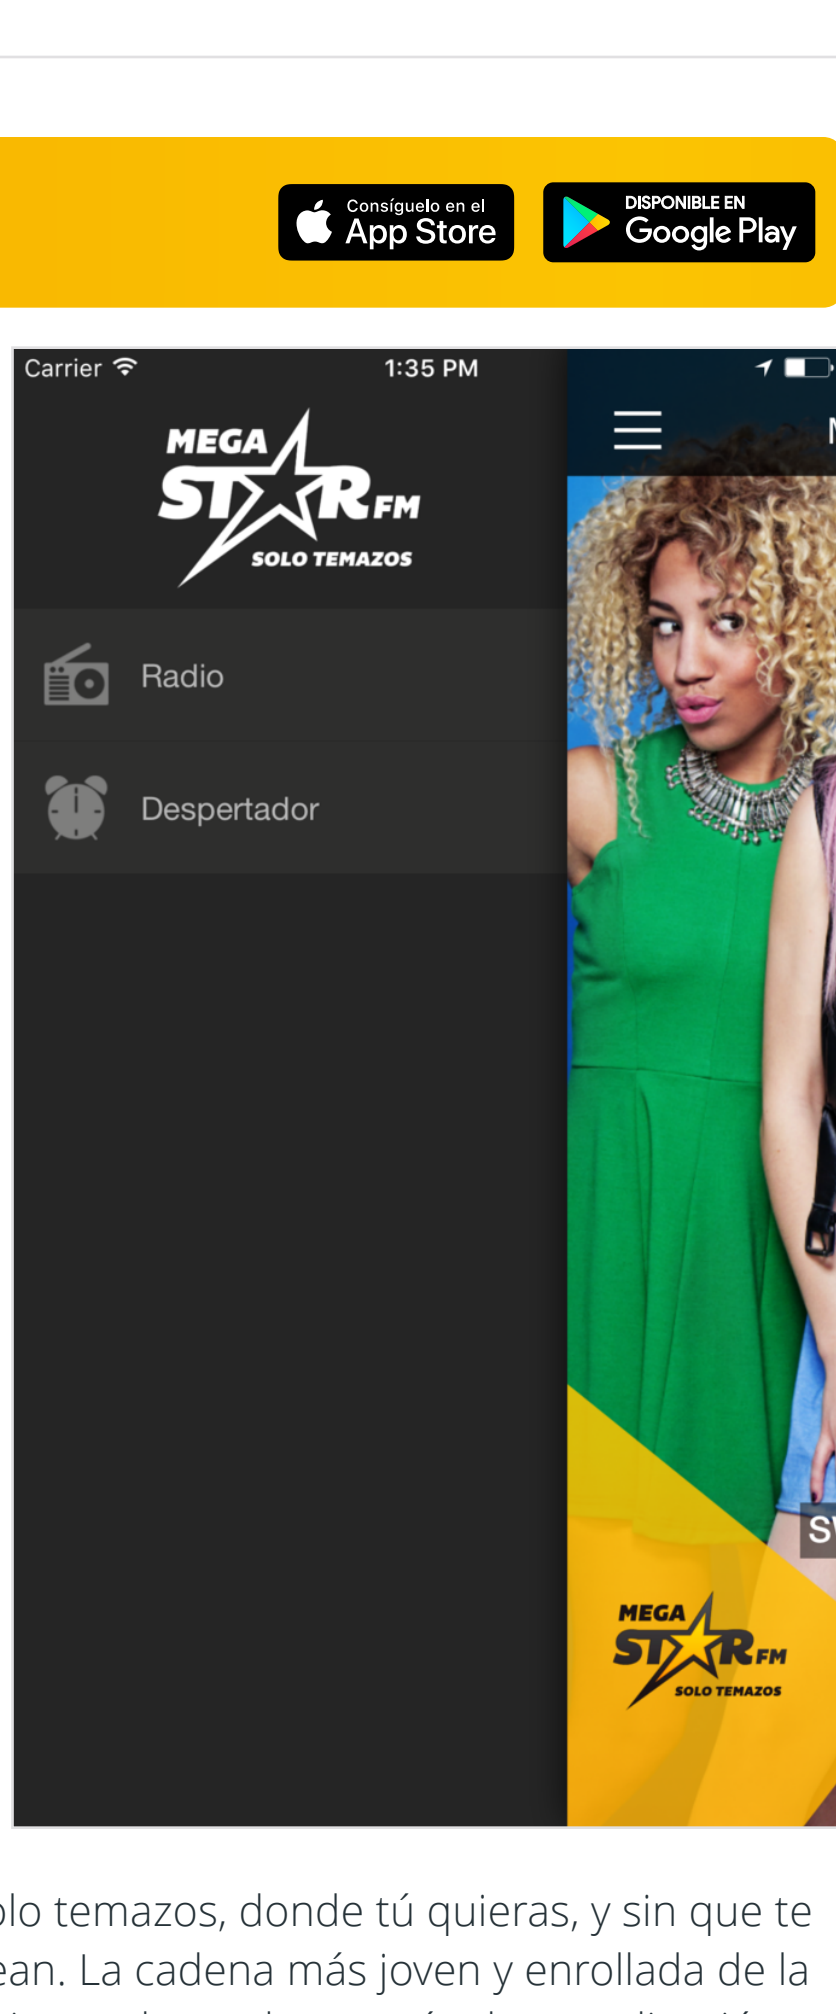 Consíguelo en el
App Store
DISPONIBLE EN
Google Play
Carrier
1:35 PM
MEGA
STAR FM
SOLO TEMAZOS
Radio
Despertador
MEGA
STAR FM
SOLO TEMAZOS
temazos, donde tú quieras, y sin que te
La cadena más joven y enrollada de la